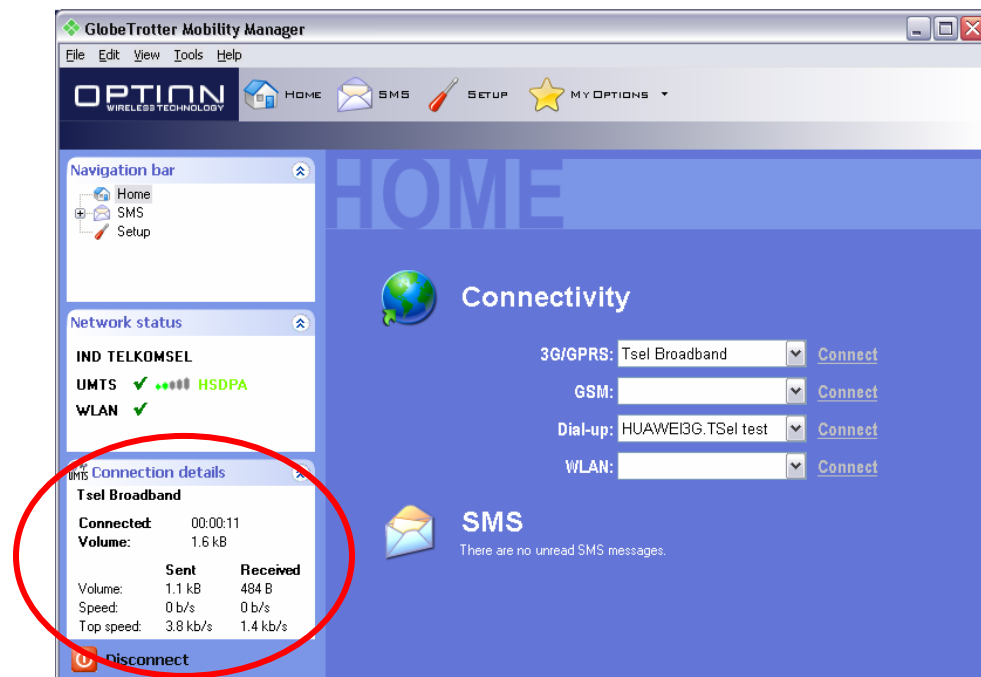 GlobeTrotter Mobility Manager
File Edit View Tools Help
OPTION
WIRELESS TECHNOLOGY
HOME SMS SETUP MY OPTIONS
Navigation bar
Home
SMS
Setup
Network status
IND TELKOMSEL
UMTS HSDPA
WLAN
UMTS Connection details
Tsel Broadband
Connected: 00:00:11
Volume: 1.6 kB
Sent Received
Volume: 1.1 kB 484 B
Speed: 0 b/s 0 b/s
Top speed: 3.8 kb/s 1.4 kb/s
Disconnect
HOME
Connectivity
3G/GPRS: Tsel Broadband Connect
GSM: Connect
Dial-up: HUAWEI3G.TSel test Connect
WLAN: Connect
SMS
There are no unread SMS messages.